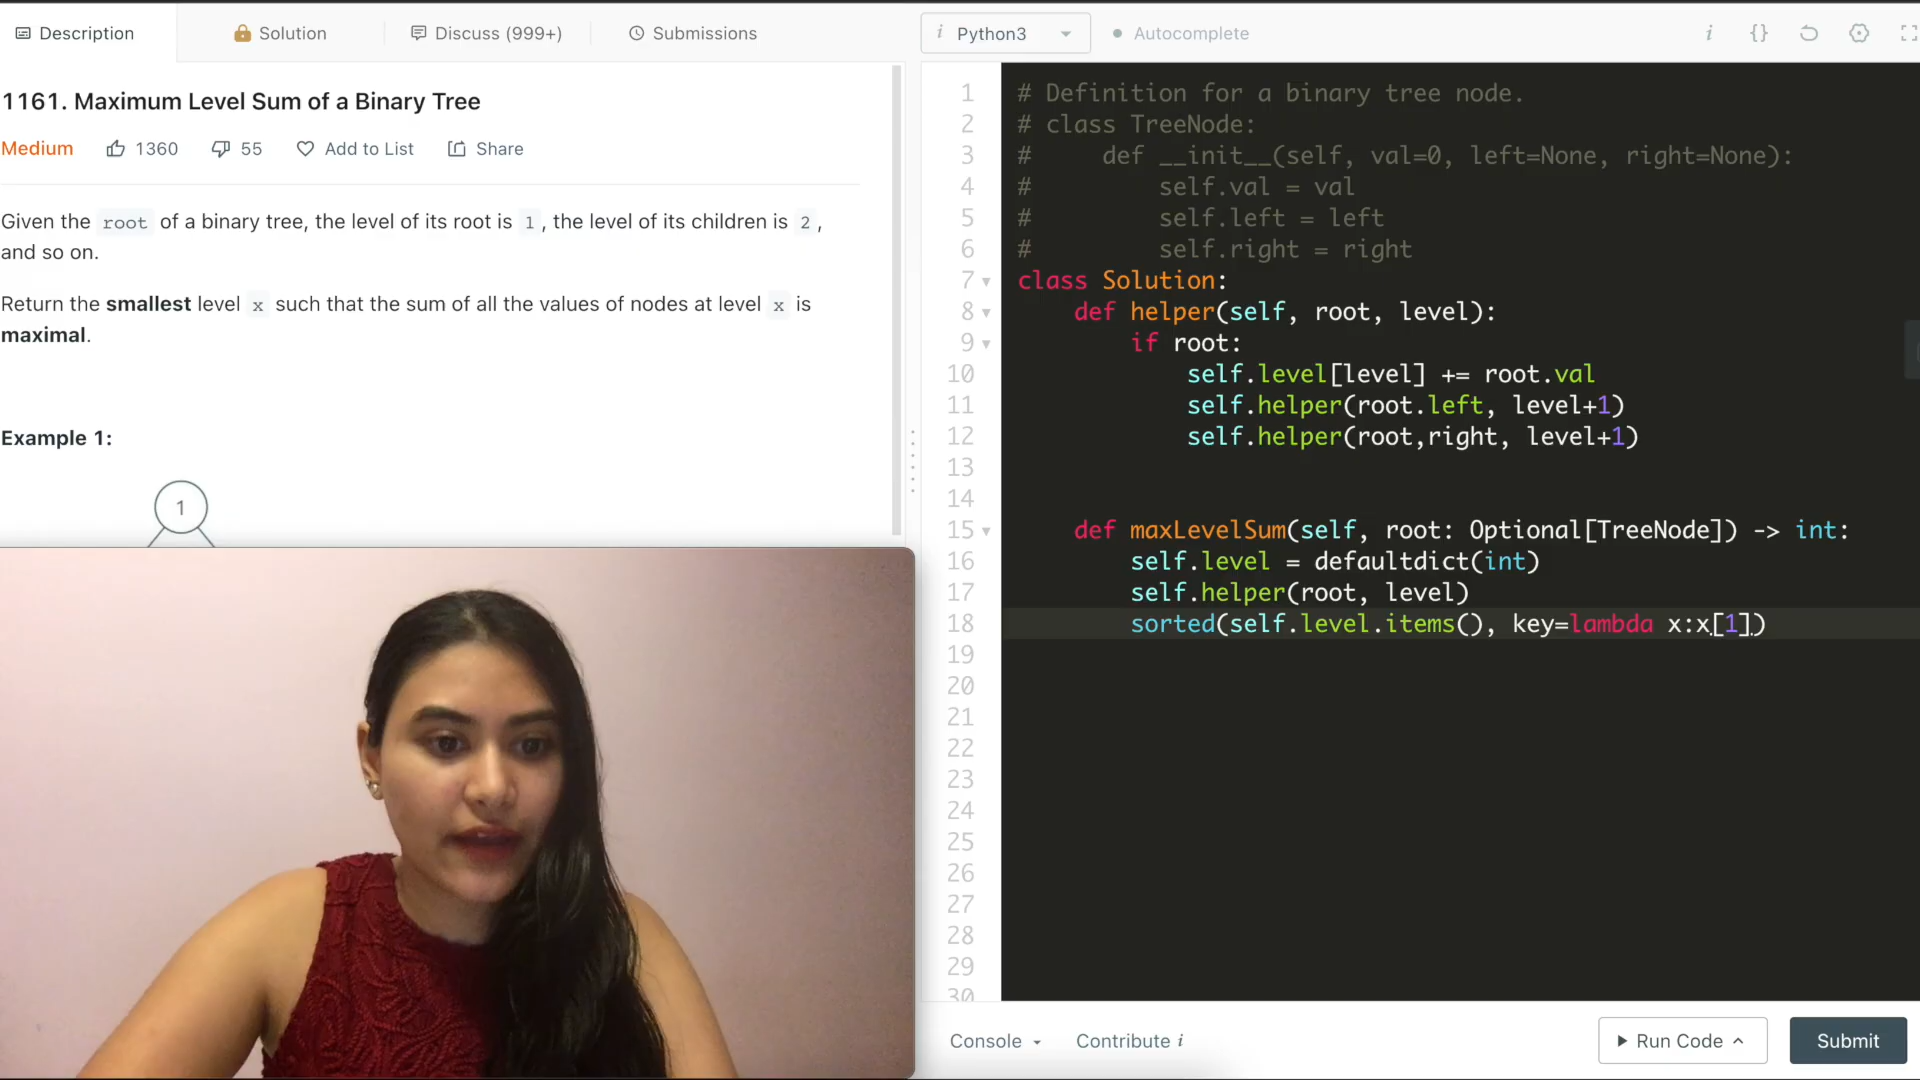 Description
Solution
Discuss (999+)
Submissions
1161. Maximum Level Sum of a Binary Tree
Medium 1360 55 Add to List Share
Given the root of a binary tree, the level of its root is 1 , the level of its children is 2 ,
and so on.
Return the smallest level x such that the sum of all the values of nodes at level x is
maximal.
Example 1:
1
i Python3
Autocomplete
i {}
1 # Definition for a binary tree node.
2 # class TreeNode:
3 #     def __init__(self, val=0, left=None, right=None):
4 #         self.val = val
5 #         self.left = left
6 #         self.right = right
7 class Solution:
8     def helper(self, root, level):
9         if root:
10             self.level[level] += root.val
11             self.helper(root.left, level+1)
12             self.helper(root,right, level+1)
13
14
15     def maxLevelSum(self, root: Optional[TreeNode]) -> int:
16         self.level = defaultdict(int)
17         self.helper(root, level)
18         sorted(self.level.items(), key=lambda x:x[1])
19
20
21
22
23
24
25
26
27
28
29
30
Console
Contribute i
Run Code
Submit